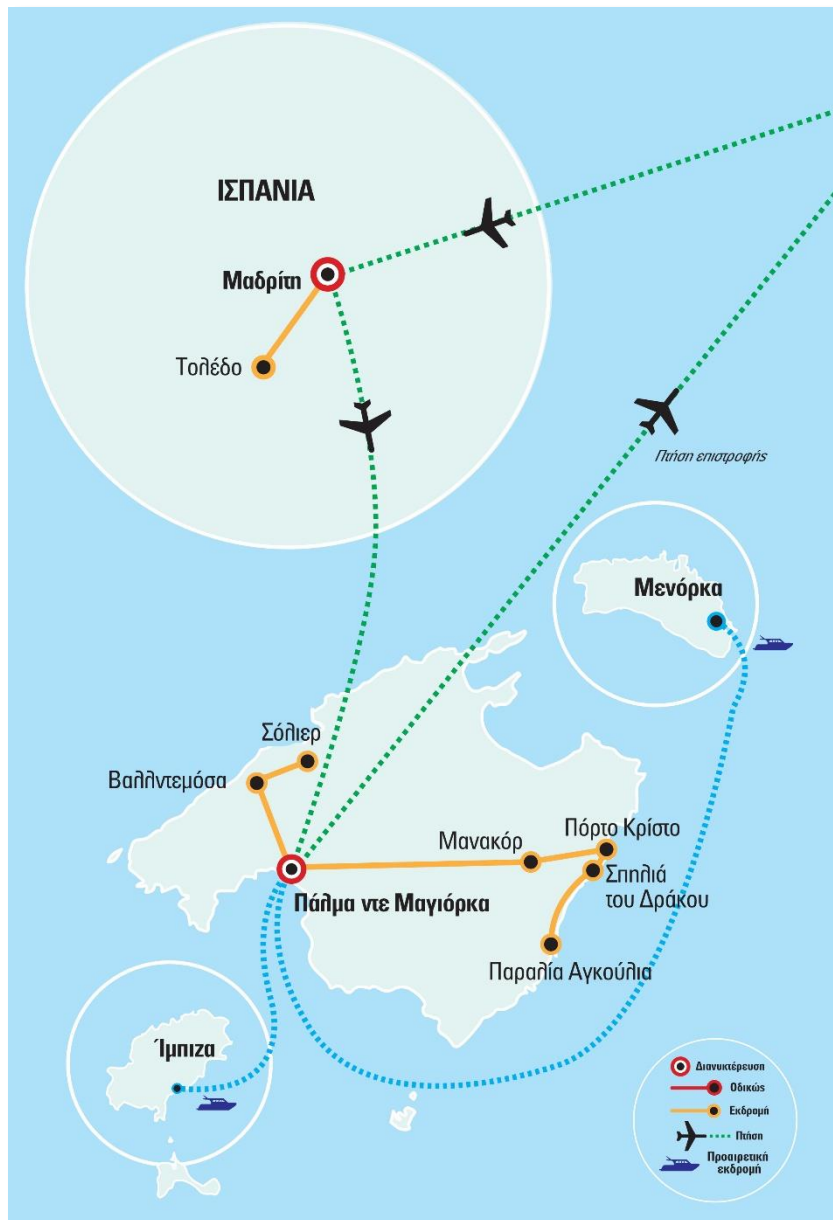 ΙΣΠΑΝΙΑ
Μαδρίτη
Τολέδο
Πτήση επιστροφής
Μενόρκα
Σόλιερ
Βαλλντεμόσα
Μανακόρ
Πόρτο Κρίστο
Σπηλιά
του Δράκου
Πάλμα ντε Μαγιόρκα
Παραλία Αγκούλια
Ίμπιζα
Διανυκτέρευση
Οδικώς
Εκδρομή
Πτήση
Προαιρετική
εκδρομή